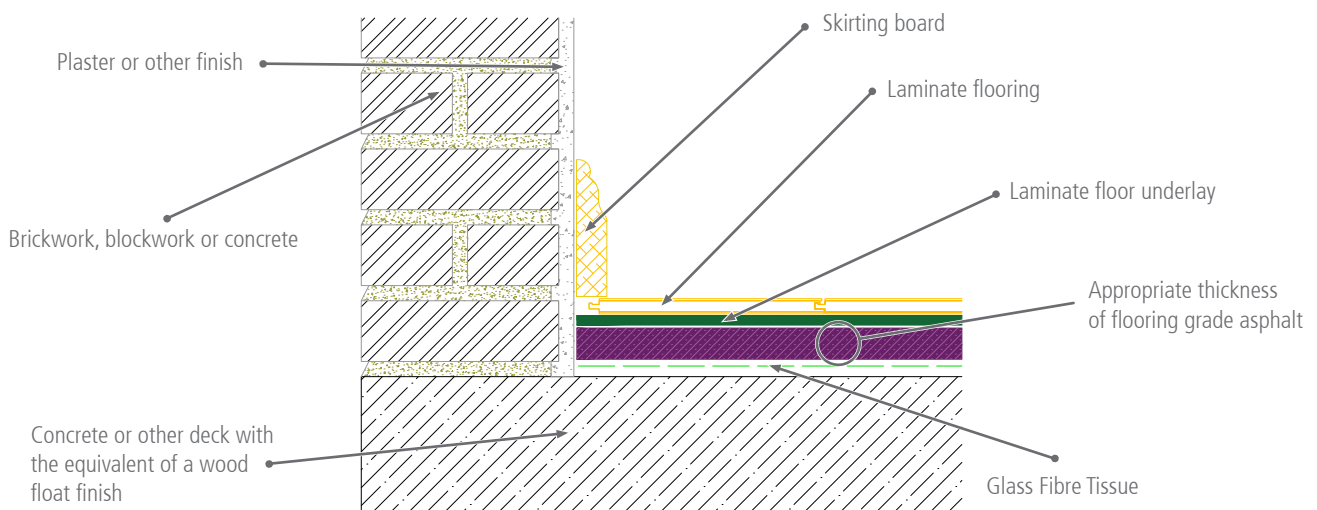 Skirting board
Plaster or other finish
Laminate flooring
Laminate floor underlay
Brickwork, blockwork or concrete
Appropriate thickness
of flooring grade asphalt
Concrete or other deck with
the equivalent of a wood
float finish
Glass Fibre Tissue